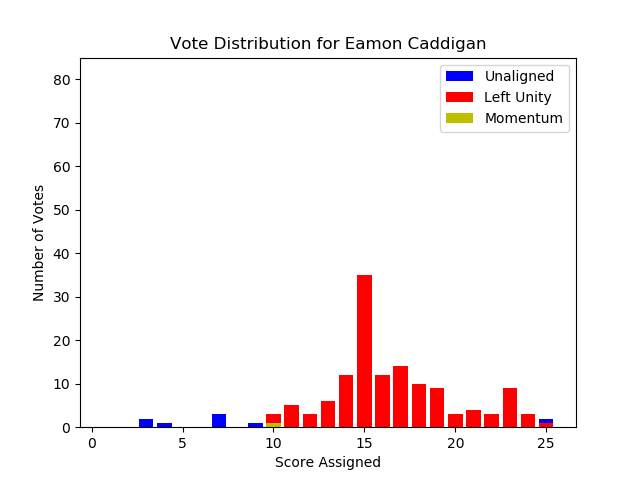 Vote Distribution for Eamon Caddigan
Unaligned
Left Unity
Momentum
Number of Votes
80
70
60
50
40
30
20
10
0
0 5 10 15 20 25
Score Assigned